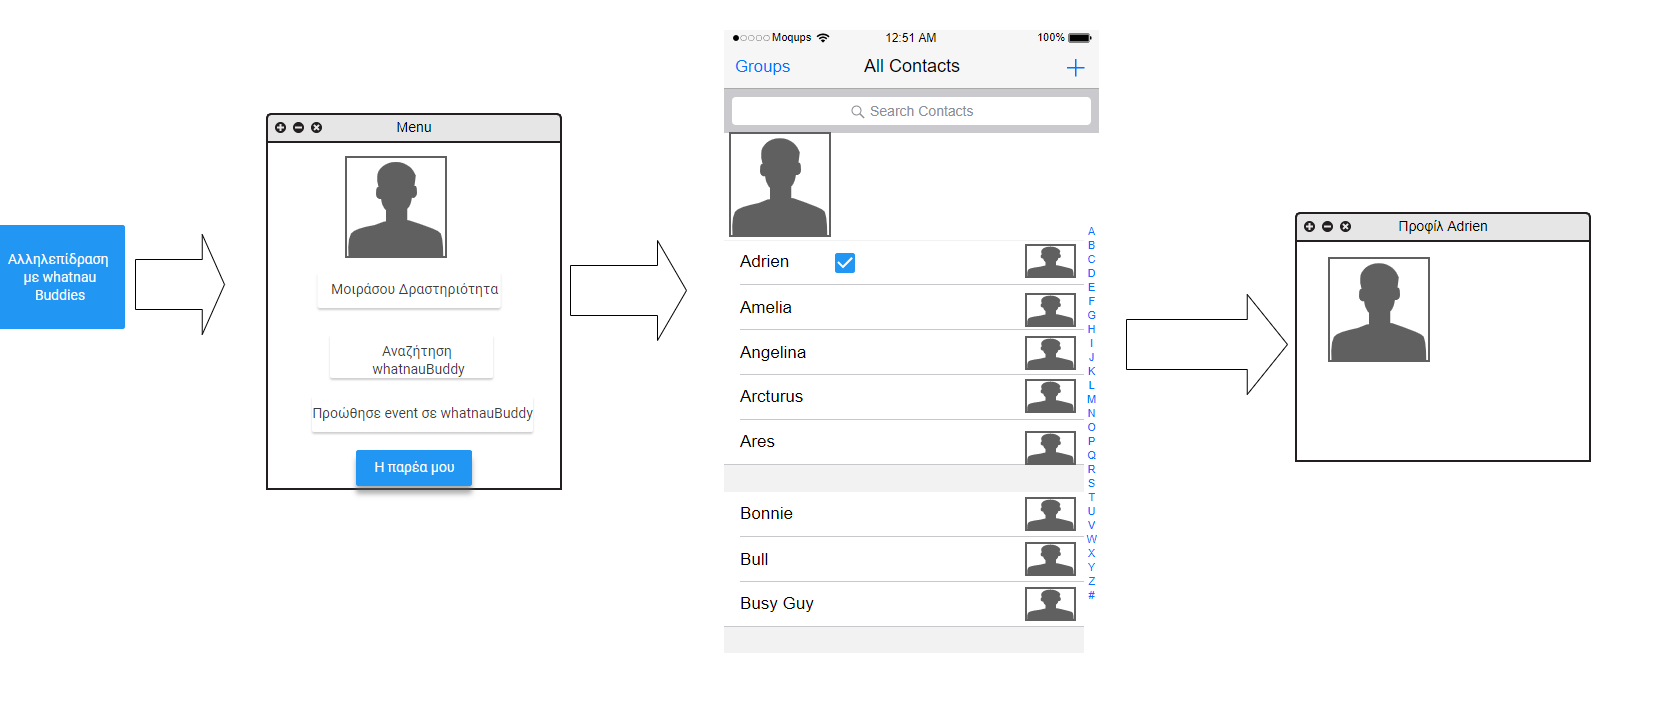 Αλληλεπίδραση
με whatnau
Buddies
Menu
Μοιράσου Δραστηριότητα
Αναζήτηση
whatnauBuddy
Προώθησε event σε whatnauBuddy
Η παρέα μου
Moqups
12:51 AM
100%
Groups
All Contacts
Search Contacts
Adrien
Amelia
Angelina
Arcturus
Ares
Bonnie
Bull
Busy Guy
A
B
C
D
E
F
G
H
I
J
K
L
M
N
O
P
Q
R
S
T
U
V
W
X
Y
Z
#
Προφίλ Adrien